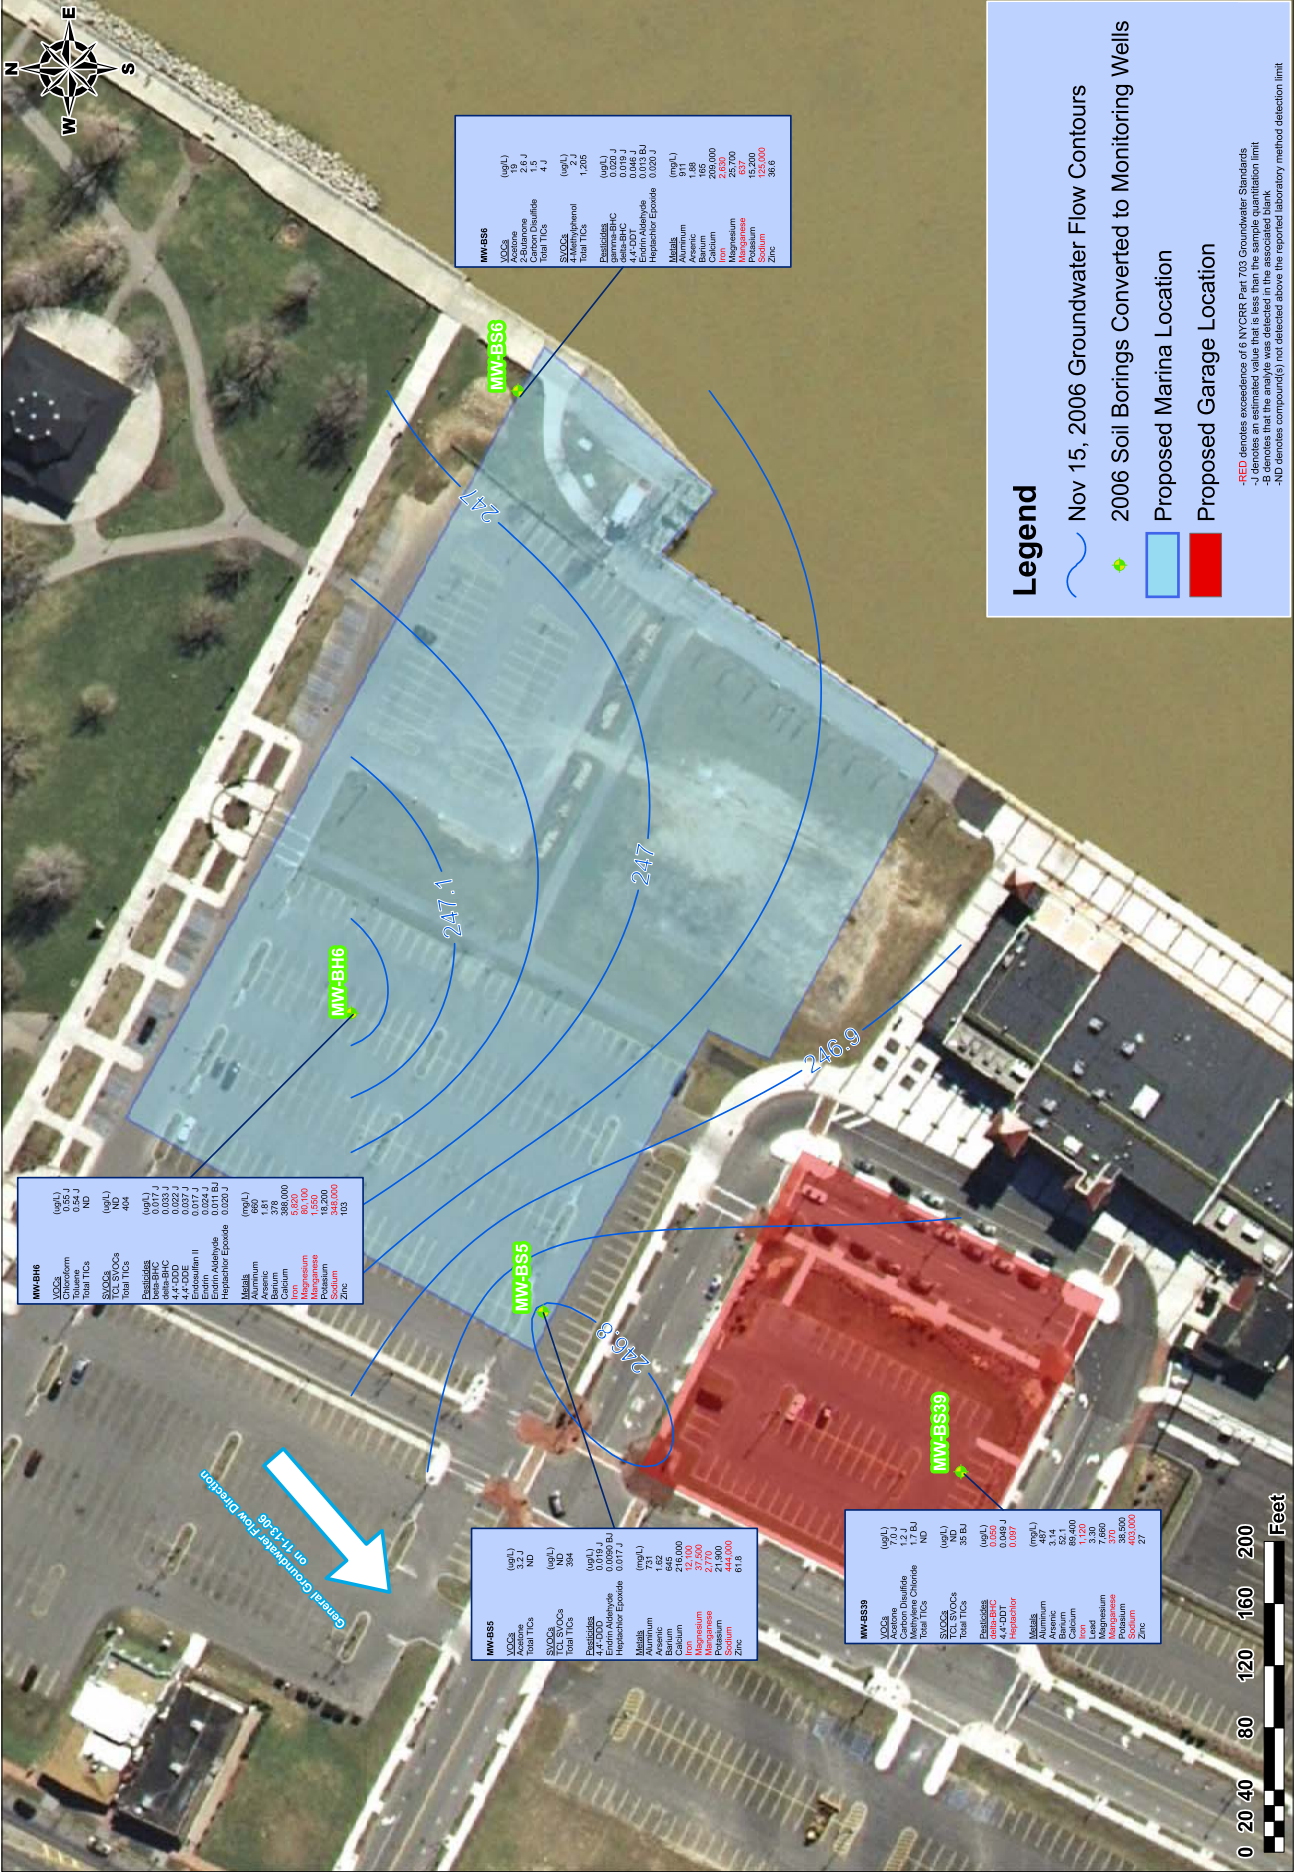 N
W
E
S
MW-BH6
VOCs (ug/L)
Chloroform 0.55 J
Toluene 0.54 J
Total TICs ND
SVOCs (ug/L)
TCL SVOCs ND
Total TICs 404
Pesticides (ug/L)
beta-BHC 0.017 J
delta-BHC 0.033 J
4,4'-DDD 0.022 J
4,4'-DDE 0.037 J
Endosulfan II 0.017 J
Endrin 0.024 J
Endrin Aldehyde 0.011 BJ
Heptachlor Epoxide 0.020 J
Metals (mg/L)
Aluminum 660
Arsenic 1.81
Barium 378
Calcium 388,000
Iron 5,820
Magnesium 80,100
Manganese 1,550
Potassium 18,200
Sodium 348,000
Zinc 103
MW-BS6
VOCs (ug/L)
Acetone 19
2-Butanone 2.6 J
Carbon Disulfide 1.5
Total TICs 4 J
SVOCs (ug/L)
4-Methylphenol 2 J
Total TICs 1,205
Pesticides (ug/L)
gamma-BHC 0.020 J
delta-BHC 0.019 J
4,4'-DDT 0.046 J
Endrin Aldehyde 0.013 BJ
Heptachlor Epoxide 0.020 J
Metals (mg/L)
Aluminum 911
Arsenic 1.88
Barium 165
Calcium 209,000
Iron 2,630
Magnesium 25,700
Manganese 637
Potassium 15,200
Sodium 125,000
Zinc 36.6
MW-BS5
VOCs (ug/L)
Acetone 3.2 J
Total TICs ND
SVOCs (ug/L)
TCL SVOCs ND
Total TICs 394
Pesticides (ug/L)
4,4'-DDD 0.019 J
Endrin Aldehyde 0.0090 BJ
Heptachlor Epoxide 0.017 J
Metals (mg/L)
Aluminum 731
Arsenic 1.62
Barium 645
Calcium 216,000
Iron 12,100
Magnesium 37,500
Manganese 2,770
Potassium 21,900
Sodium 444,000
Zinc 61.8
MW-BS39
VOCs (ug/L)
Acetone 7.0 J
Carbon Disulfide 1.2 J
Methylene Chloride 1.7 BJ
Total TICs ND
SVOCs (ug/L)
TCL SVOCs ND
Total TICs 35 BJ
Pesticides (ug/L)
delta-BHC 0.050
4,4'-DDT 0.049 J
Heptachlor 0.097
Metals (mg/L)
Aluminum 487
Arsenic 3.14
Barium 52.1
Calcium 89,400
Iron 1,120
Lead 3.30
Magnesium 7,660
Manganese 370
Potassium 38,500
Sodium 403,000
Zinc 27
MW-BH6
MW-BS6
MW-BS5
MW-BS39
247
247.1
247
246.9
246.8
General Groundwater Flow Direction
on 11-13-06
Legend
Nov 15, 2006 Groundwater Flow Contours
2006 Soil Borings Converted to Monitoring Wells
Proposed Marina Location
Proposed Garage Location
-RED denotes exceedence of 6 NYCRR Part 703 Groundwater Standards
-J denotes an estimated value that is less than the sample quantitation limit
-B denotes that the analyte was detected in the associated blank
-ND denotes compound(s) not detected above the reported laboratory method detection limit
0 20 40 80 120 160 200
Feet